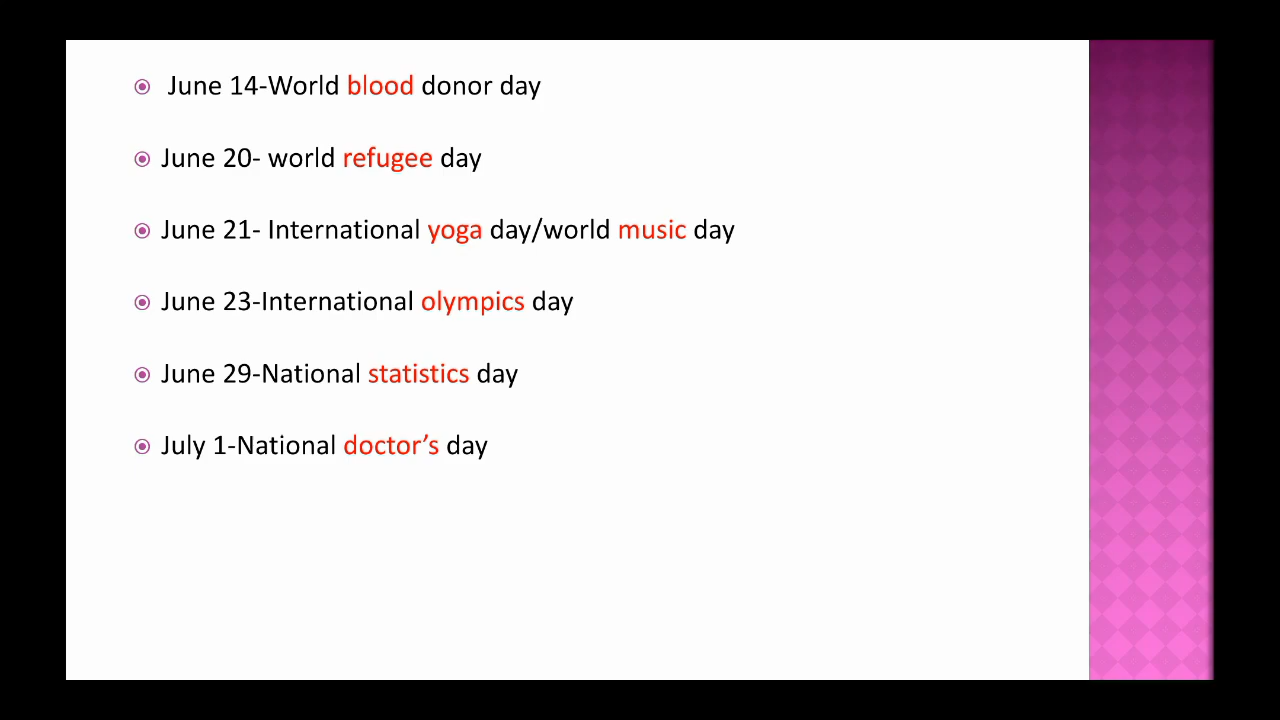 June 14-World blood donor day
June 20- world refugee day
June 21- International yoga day/world music day
June 23-International olympics day
June 29-National statistics day
July 1-National doctor’s day